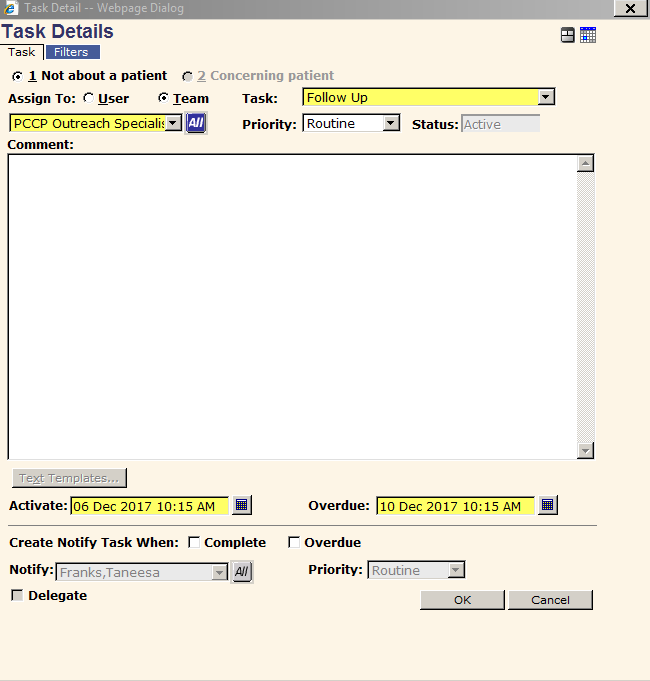 Task Detail -- Webpage Dialog
Task Details
Task Filters
1 Not about a patient 2 Concerning patient
Assign To: User Team Task: Follow Up
PCCP Outreach Specialis All Priority: Routine Status: Active
Comment:
Text Templates...
Activate: 06 Dec 2017 10:15 AM Overdue: 10 Dec 2017 10:15 AM
Create Notify Task When: Complete Overdue
Notify: Franks,Taneesa All Priority: Routine
Delegate
OK Cancel